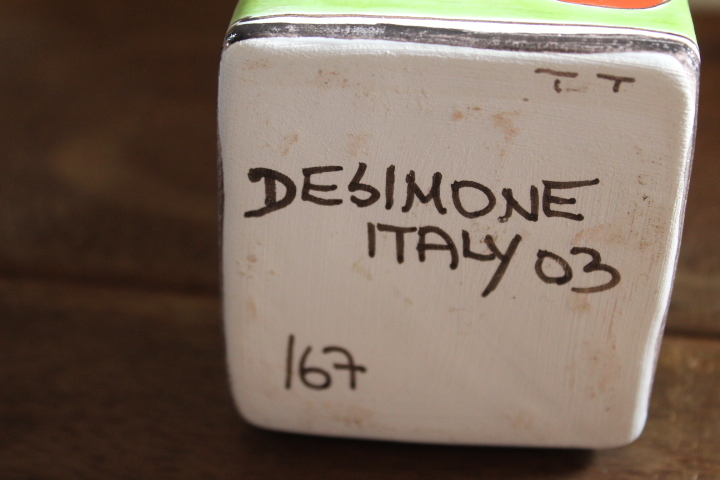 T T
DESIMONE
ITALY 03
167